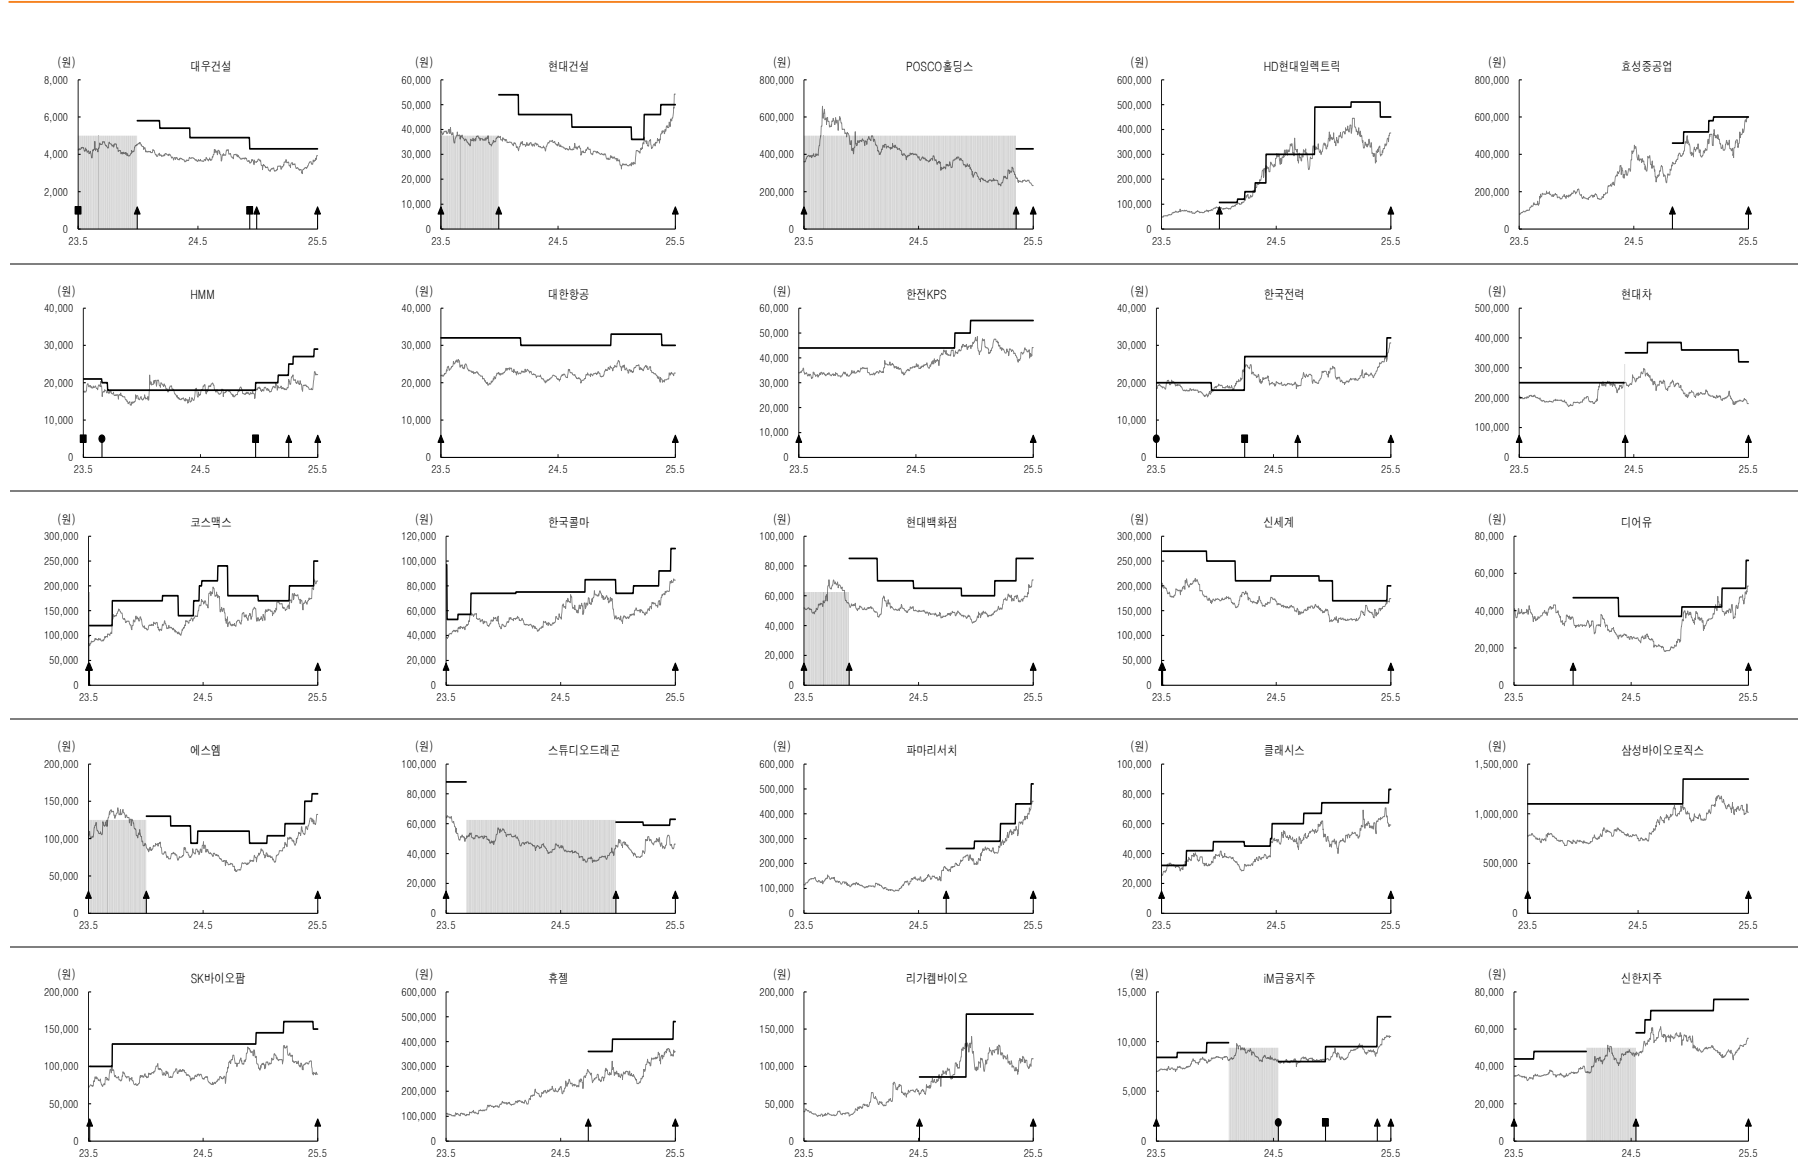 (원) 대우건설
8,000
6,000
4,000
2,000
0
23.5 24.5 25.5
(원) 현대건설
60,000
50,000
40,000
30,000
20,000
10,000
0
23.5 24.5 25.5
(원) POSCO홀딩스
800,000
600,000
400,000
200,000
0
23.5 24.5 25.5
(원) HD현대일렉트릭
600,000
500,000
400,000
300,000
200,000
100,000
0
23.5 24.5 25.5
(원) 효성중공업
800,000
600,000
400,000
200,000
0
23.5 24.5 25.5
(원) HMM
40,000
30,000
20,000
10,000
0
23.5 24.5 25.5
(원) 대한항공
40,000
30,000
20,000
10,000
0
23.5 24.5 25.5
(원) 한전KPS
60,000
50,000
40,000
30,000
20,000
10,000
0
23.5 24.5 25.5
(원) 한국전력
40,000
30,000
20,000
10,000
0
23.5 24.5 25.5
(원) 현대차
500,000
400,000
300,000
200,000
100,000
0
23.5 24.5 25.5
(원) 코스맥스
300,000
250,000
200,000
150,000
100,000
50,000
0
23.5 24.5 25.5
(원) 한국콜마
120,000
100,000
80,000
60,000
40,000
20,000
0
23.5 24.5 25.5
(원) 현대백화점
100,000
80,000
60,000
40,000
20,000
0
23.5 24.5 25.5
(원) 신세계
300,000
250,000
200,000
150,000
100,000
50,000
0
23.5 24.5 25.5
(원) 디어유
80,000
60,000
40,000
20,000
0
23.5 24.5 25.5
(원) 에스엠
200,000
150,000
100,000
50,000
0
23.5 24.5 25.5
(원) 스튜디오드래곤
100,000
80,000
60,000
40,000
20,000
0
23.5 24.5 25.5
(원) 파마리서치
600,000
500,000
400,000
300,000
200,000
100,000
0
23.5 24.5 25.5
(원) 클래시스
100,000
80,000
60,000
40,000
20,000
0
23.5 24.5 25.5
(원) 삼성바이오로직스
1,500,000
1,000,000
500,000
0
23.5 24.5 25.5
(원) SK바이오팜
200,000
150,000
100,000
50,000
0
23.5 24.5 25.5
(원) 휴젤
600,000
500,000
400,000
300,000
200,000
100,000
0
23.5 24.5 25.5
(원) 리가켐바이오
200,000
150,000
100,000
50,000
0
23.5 24.5 25.5
(원) iM금융지주
15,000
10,000
5,000
0
23.5 24.5 25.5
(원) 신한지주
80,000
60,000
40,000
20,000
0
23.5 24.5 25.5